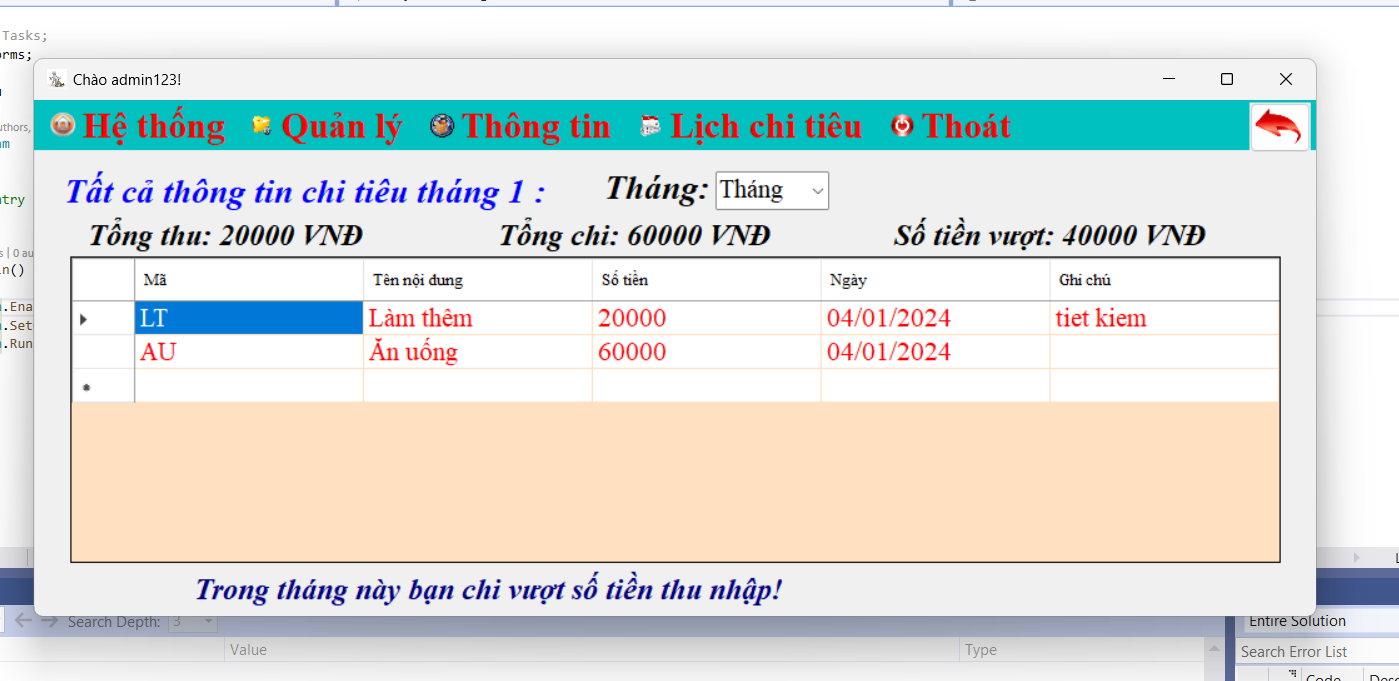 Tasks;
orms;
Chào admin123!
uthors,
am
Hệ thống Quản lý Thông tin Lịch chi tiêu Thoát
Tất cả thông tin chi tiêu tháng 1 : Tháng: Tháng
ntry
Tổng thu: 20000 VNĐ Tổng chi: 60000 VNĐ Số tiền vượt: 40000 VNĐ
s | 0 au
n()
Mã Tên nội dung Số tiền Ngày Ghi chú
.Ena
LT Làm thêm 20000 04/01/2024 tiet kiem
.Set
.Run
AU Ăn uống 60000 04/01/2024
Trong tháng này bạn chi vượt số tiền thu nhập!
Search Depth: 3
Entire Solution
Value Type
Search Error List
Code